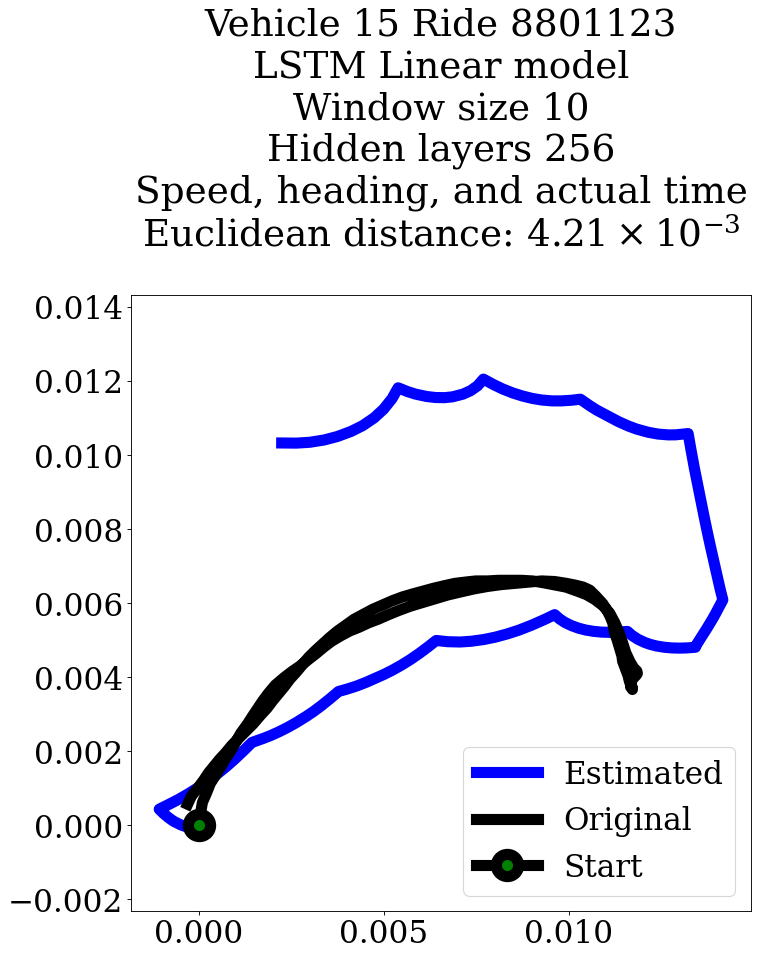 Vehicle 15 Ride 8801123
LSTM Linear model
Window size 10
Hidden layers 256
Speed, heading, and actual time
Euclidean distance: 4.21 × 10⁻³
0.014
0.012
0.010
0.008
0.006
0.004
0.002
0.000
−0.002
Estimated
Original
Start
0.000 0.005 0.010